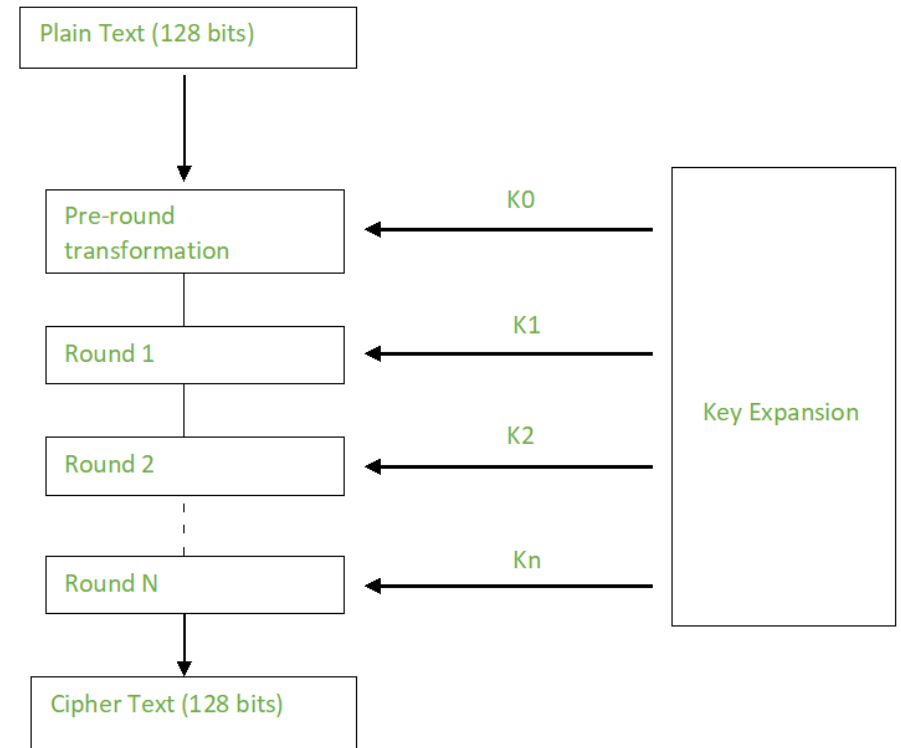 Plain Text (128 bits)
Pre-round
transformation
K0
Round 1
K1
Key Expansion
Round 2
K2
Round N
Kn
Cipher Text (128 bits)